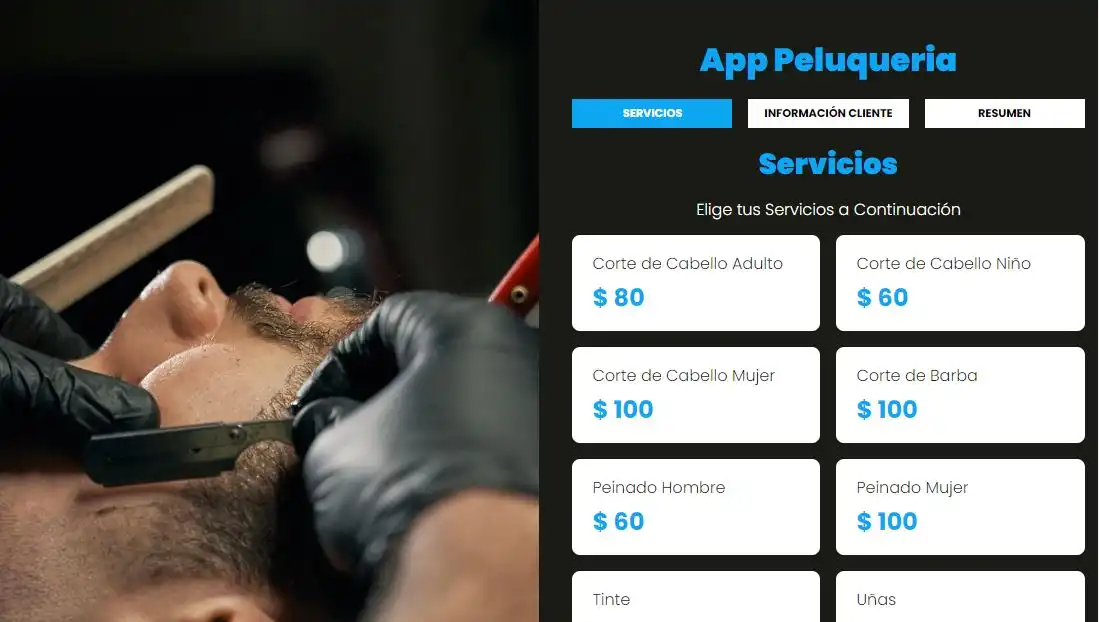 App Peluqueria
SERVICIOS
INFORMACIÓN CLIENTE
RESUMEN
Servicios
Elige tus Servicios a Continuación
Corte de Cabello Adulto
$ 80
Corte de Cabello Niño
$ 60
Corte de Cabello Mujer
$ 100
Corte de Barba
$ 100
Peinado Hombre
$ 60
Peinado Mujer
$ 100
Tinte
Uñas